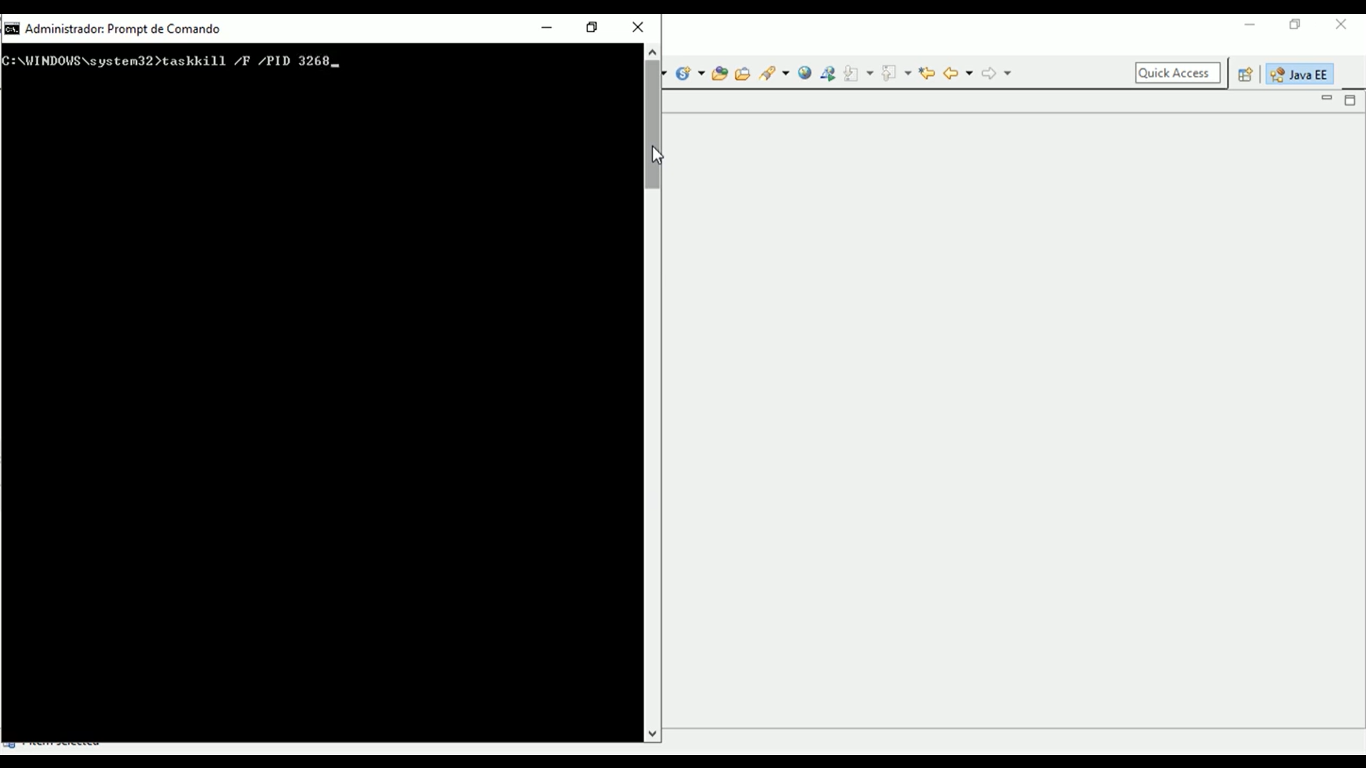 Administrador: Prompt de Comando
C:\WINDOWS\system32>taskkill /F /PID 3268_
Quick Access
Java EE